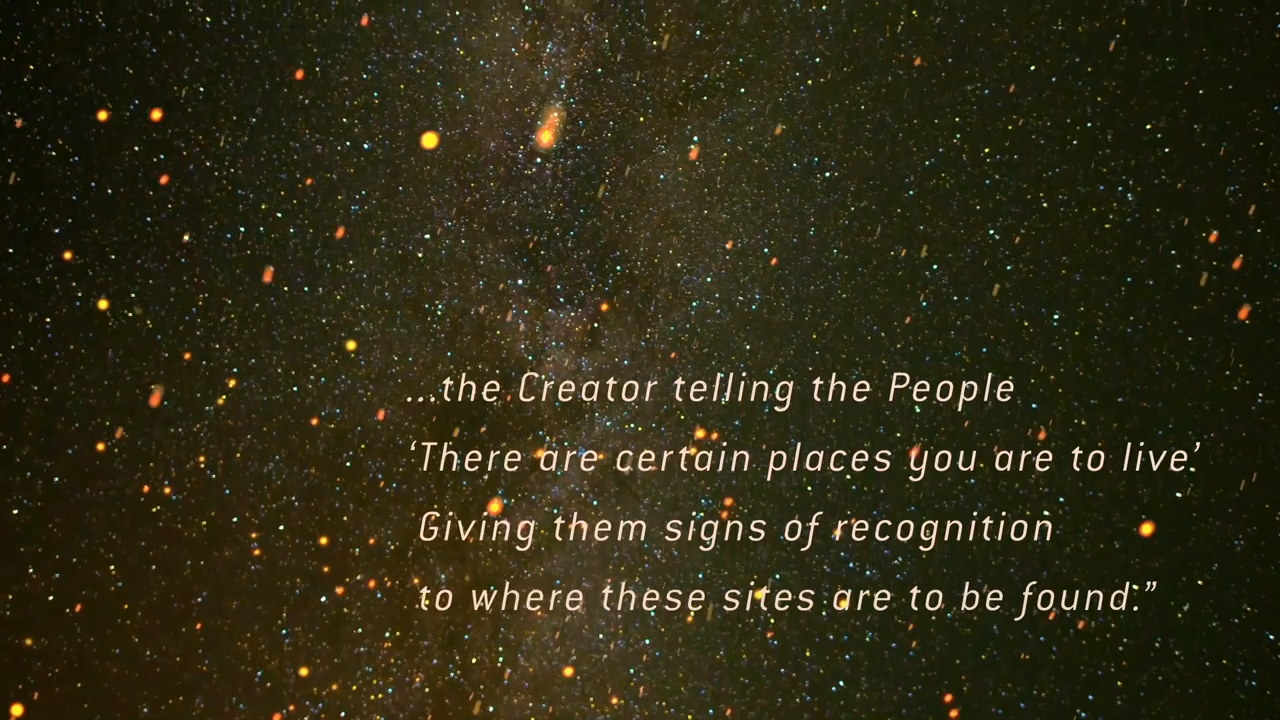 ...the Creator telling the People
‘There are certain places you are to live’.
Giving them signs of recognition
to where these sites are to be found.”